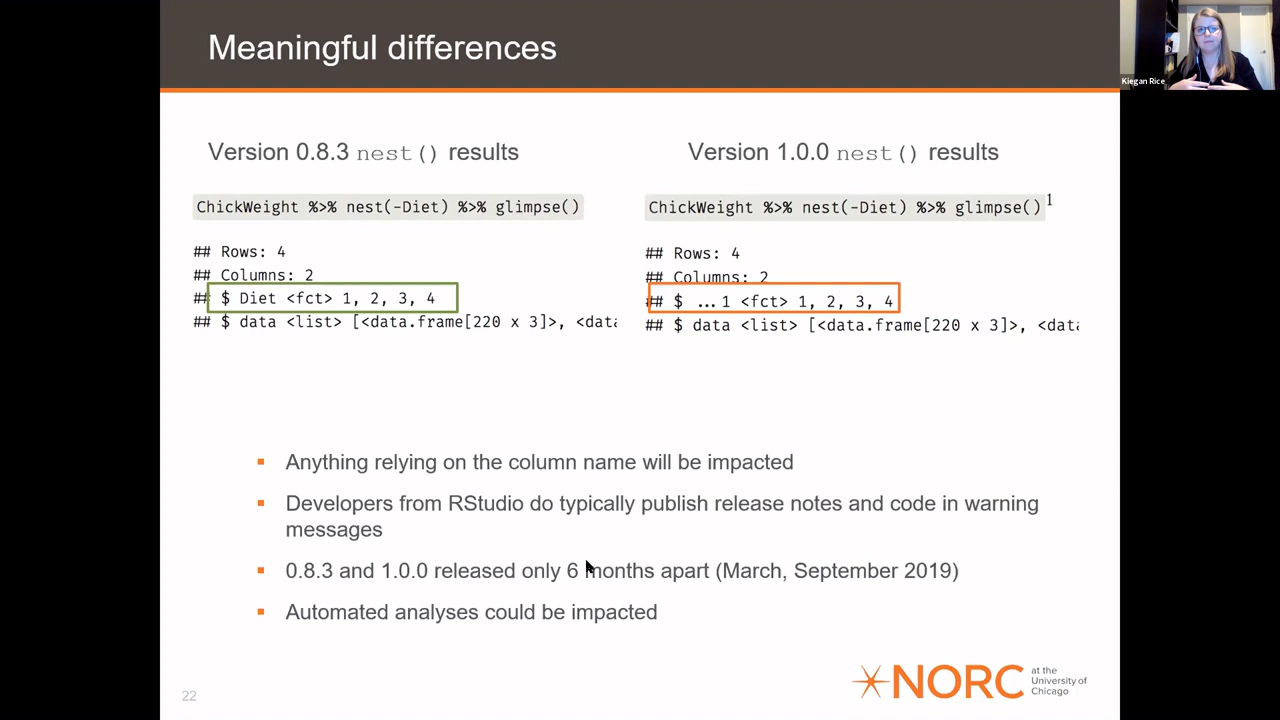 Meaningful differences
Kiegan Rice
Version 0.8.3 nest() results
Version 1.0.0 nest() results
ChickWeight %>% nest(-Diet) %>% glimpse()
## Rows: 4
## Columns: 2
## $ Diet <fct> 1, 2, 3, 4
## $ data <list> [<data.frame[220 x 3]>, <data
ChickWeight %>% nest(-Diet) %>% glimpse() 1
## Rows: 4
## Columns: 2
## $ ...1 <fct> 1, 2, 3, 4
## $ data <list> [<data.frame[220 x 3]>, <data
▪ Anything relying on the column name will be impacted
▪ Developers from RStudio do typically publish release notes and code in warning
messages
▪ 0.8.3 and 1.0.0 released only 6 months apart (March, September 2019)
▪ Automated analyses could be impacted
22
NORC
at the
University of
Chicago